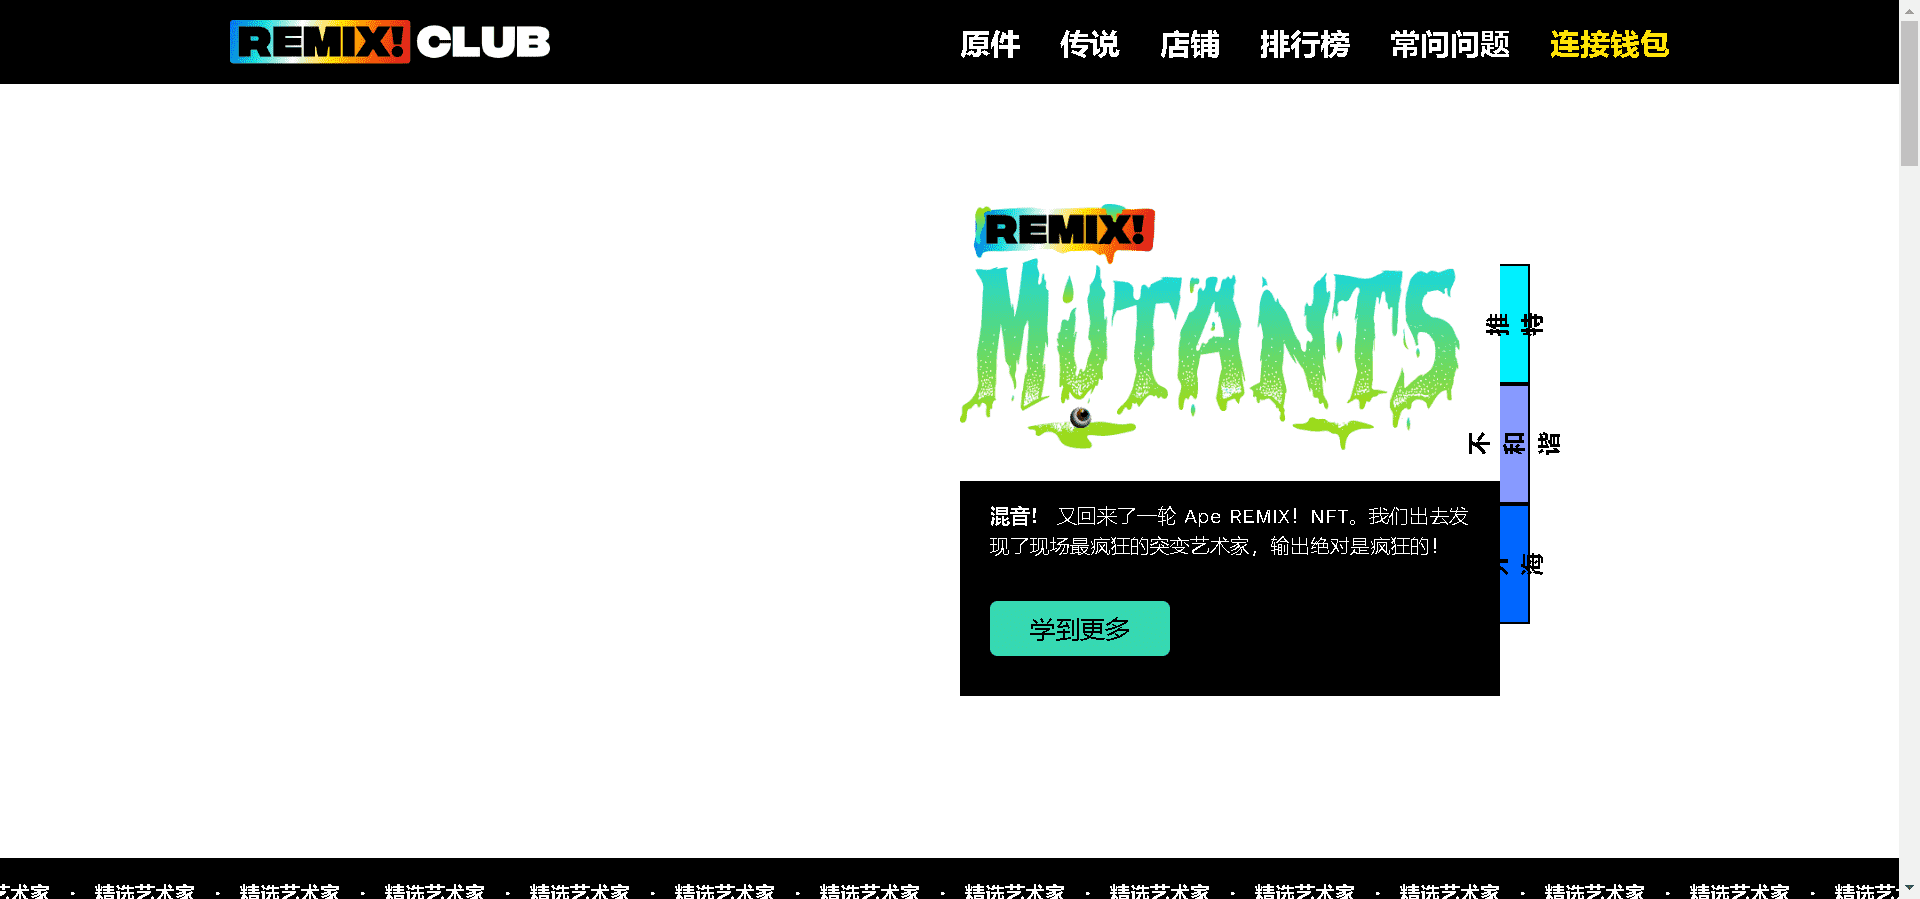 REMIX! CLUB
原件 传说 店铺 排行榜 常问问题 连接钱包
REMIX!
MUTANTS
推特
不和谐
海
混音! 又回来了一轮 Ape REMIX! NFT。我们出去发
现了现场最疯狂的突变艺术家，输出绝对是疯狂的！
学到更多
艺术家 · 精选艺术家 · 精选艺术家 · 精选艺术家 · 精选艺术家 · 精选艺术家 · 精选艺术家 · 精选艺术家 · 精选艺术家 · 精选艺术家 · 精选艺术家 · 精选艺术家 · 精选艺术家 · 精选艺